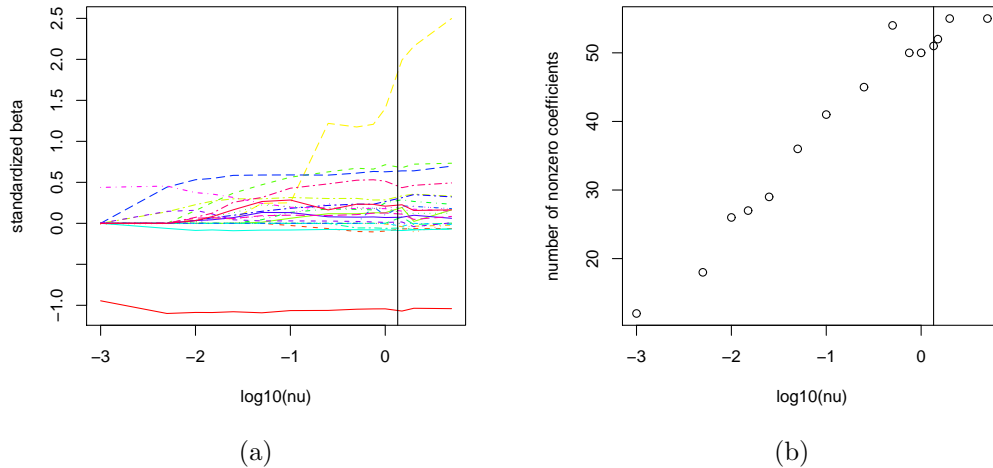 2.5
2.0
1.5
1.0
0.5
0.0
−1.0
standardized beta
−3 −2 −1 0
log10(nu)
(a)
50
40
30
20
number of nonzero coefficients
−3 −2 −1 0
log10(nu)
(b)